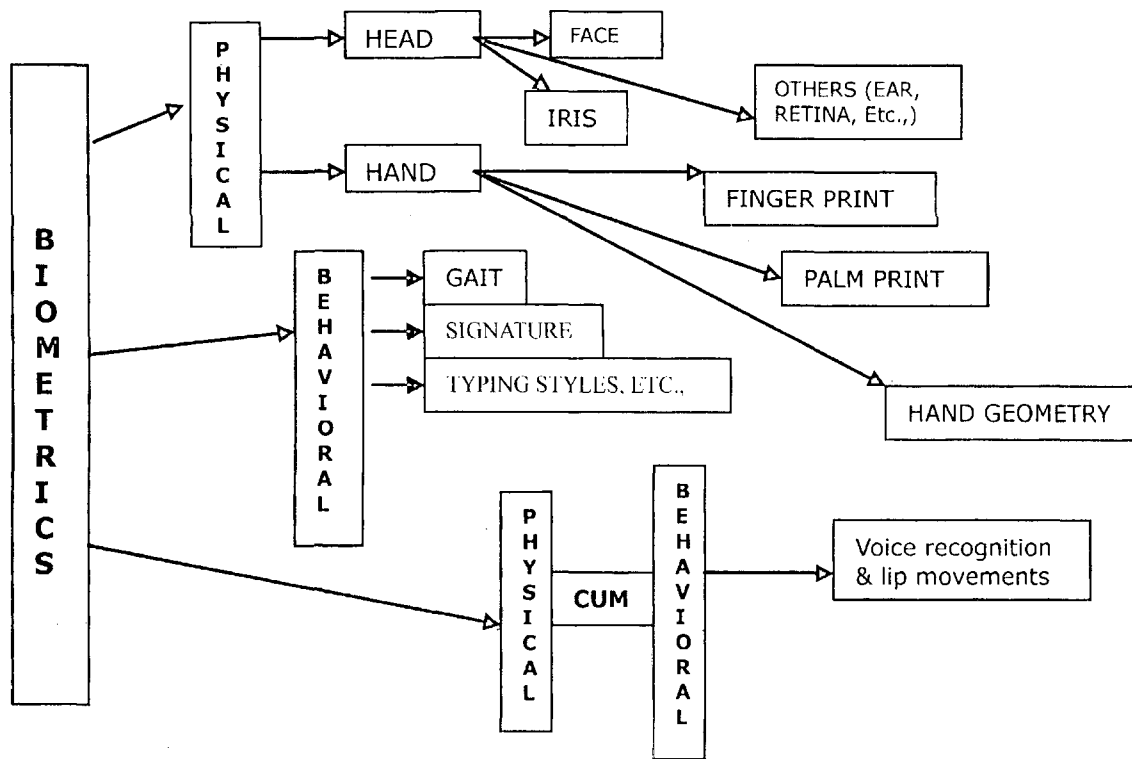 BIOMETRICS
PHYSICAL
HEAD
FACE
IRIS
OTHERS (EAR,
RETINA, Etc.,)
HAND
FINGER PRINT
PALM PRINT
HAND GEOMETRY
BEHAVIORAL
GAIT
SIGNATURE
TYPING STYLES, ETC.,
PHYSICAL
CUM
BEHAVIORAL
Voice recognition
& lip movements